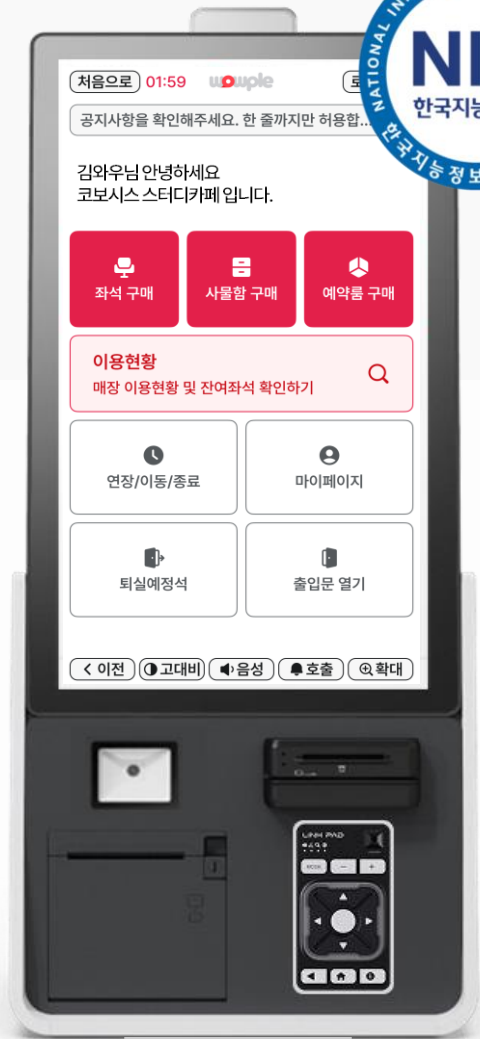 NATIONAL IN
한국지능
한국지능정보
처음으로 01:59 wowple
공지사항을 확인해주세요. 한 줄까지만 허용합...
김와우님 안녕하세요
코보시스 스터디카페 입니다.
좌석 구매
사물함 구매
예약룸 구매
이용현황
매장 이용현황 및 잔여좌석 확인하기
연장/이동/종료
마이페이지
퇴실예정석
출입문 열기
이전 고대비 음성 호출 확대
LINK PAD